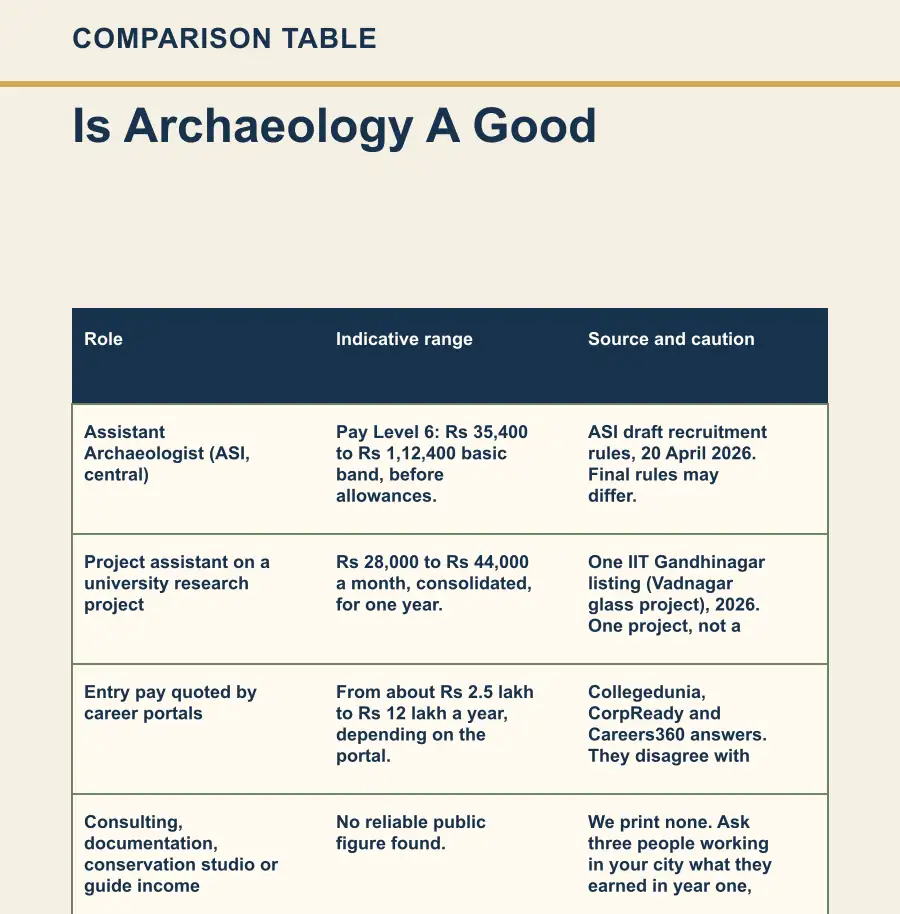 COMPARISON TABLE
Is Archaeology A Good
Role
Indicative range
Source and caution
Assistant
Archaeologist (ASI,
central)
Pay Level 6: Rs 35,400
to Rs 1,12,400 basic
band, before
allowances.
ASI draft recruitment
rules, 20 April 2026.
Final rules may
differ.
Project assistant on a
university research
project
Rs 28,000 to Rs 44,000
a month, consolidated,
for one year.
One IIT Gandhinagar
listing (Vadnagar
glass project), 2026.
One project, not a
Entry pay quoted by
career portals
From about Rs 2.5 lakh
to Rs 12 lakh a year,
depending on the
portal.
Collegedunia,
CorpReady and
Careers360 answers.
They disagree with
Consulting,
documentation,
conservation studio or
guide income
No reliable public
figure found.
We print none. Ask
three people working
in your city what they
earned in year one,